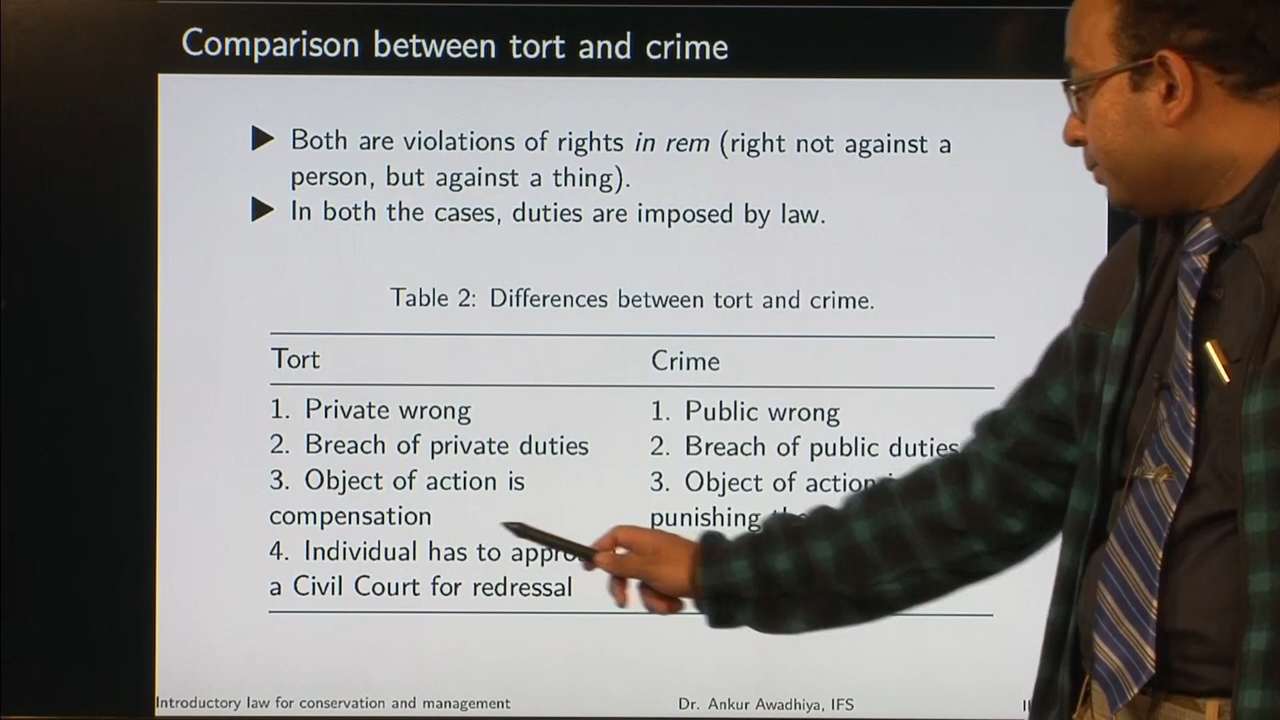 Comparison between tort and crime
Both are violations of rights in rem (right not against a
person, but against a thing).
In both the cases, duties are imposed by law.
Table 2: Differences between tort and crime.
Tort
Crime
1. Private wrong
1. Public wrong
2. Breach of private duties
2. Breach of public duties
3. Object of action is
3. Object of action
compensation
punishing
4. Individual has to
a Civil Court for redressal
Introductory law for conservation and management
Dr. Ankur Awadhiya, IFS